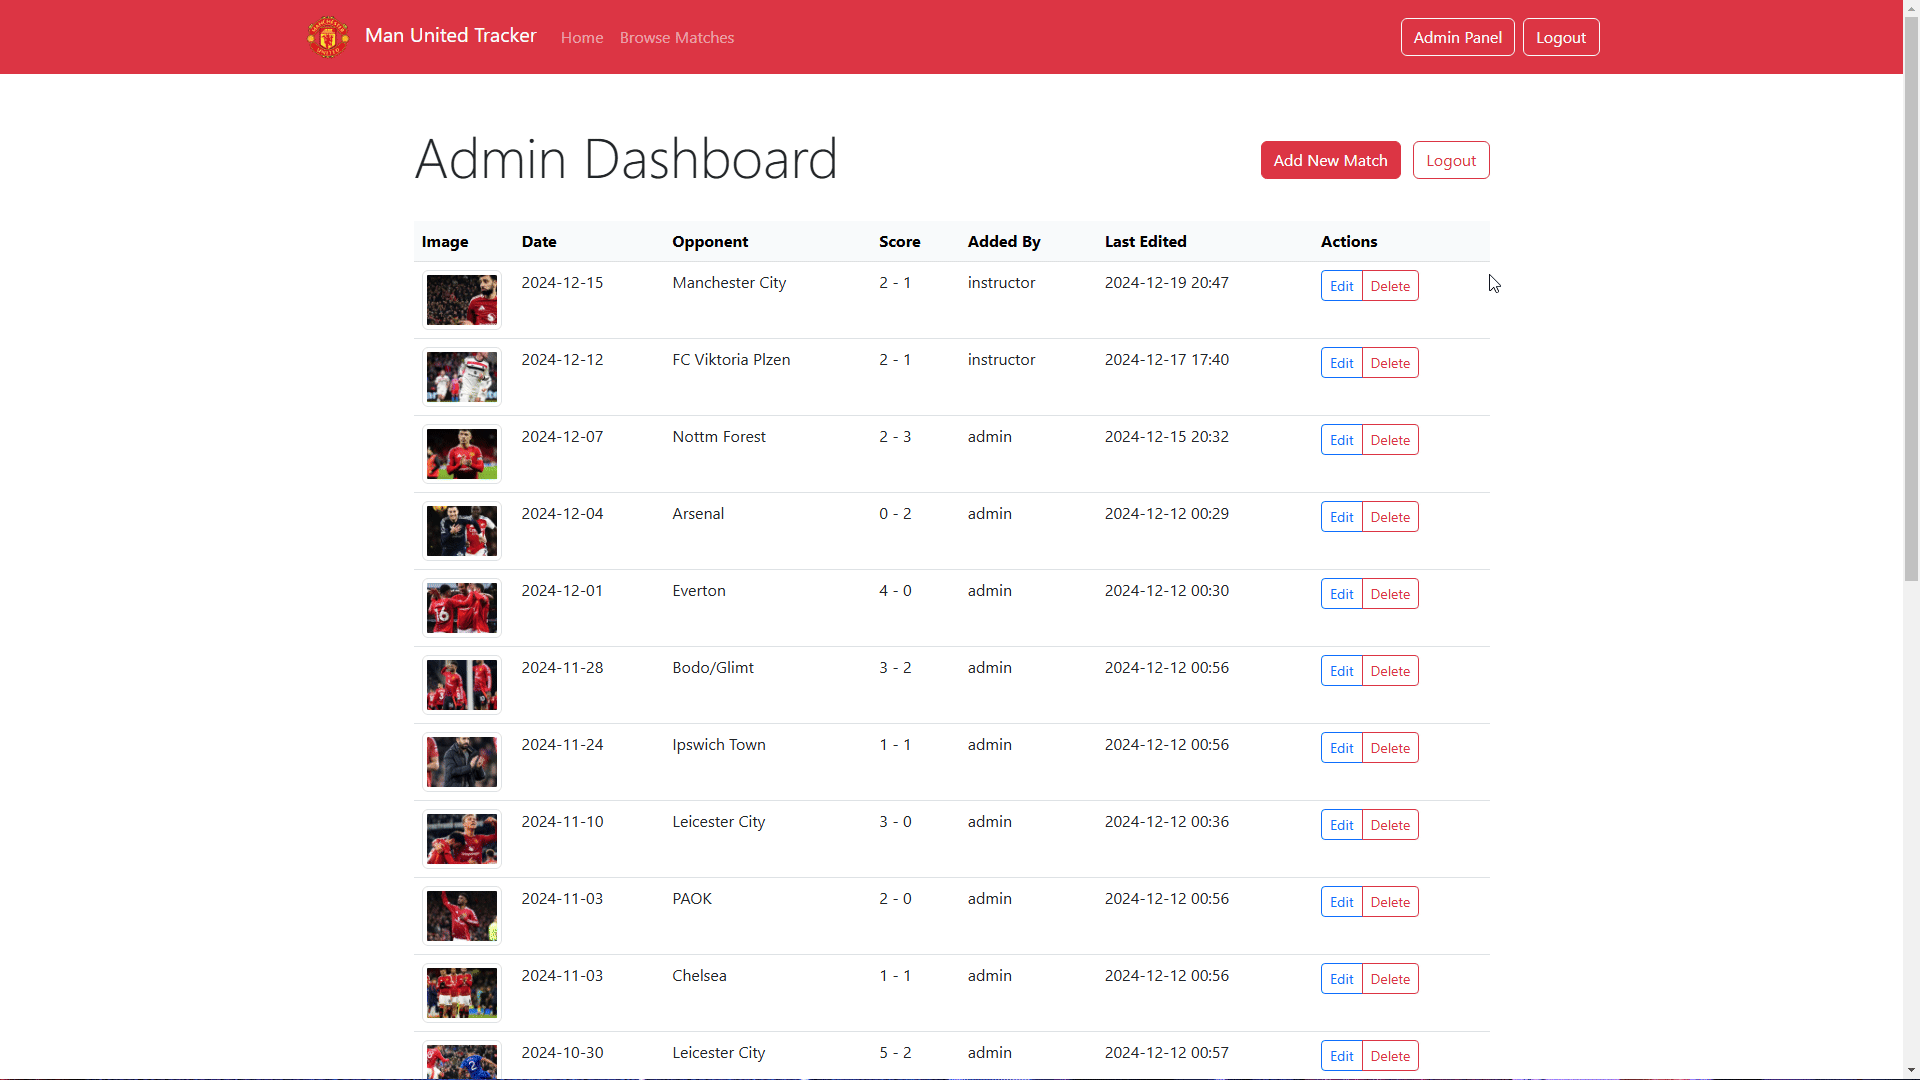 Man United Tracker Home Browse Matches Admin Panel Logout
Admin Dashboard Add New Match Logout
Image Date Opponent Score Added By Last Edited Actions
2024-12-15 Manchester City 2 - 1 instructor 2024-12-19 20:47 Edit Delete
2024-12-12 FC Viktoria Plzen 2 - 1 instructor 2024-12-17 17:40 Edit Delete
2024-12-07 Nottm Forest 2 - 3 admin 2024-12-15 20:32 Edit Delete
2024-12-04 Arsenal 0 - 2 admin 2024-12-12 00:29 Edit Delete
2024-12-01 Everton 4 - 0 admin 2024-12-12 00:30 Edit Delete
2024-11-28 Bodo/Glimt 3 - 2 admin 2024-12-12 00:56 Edit Delete
2024-11-24 Ipswich Town 1 - 1 admin 2024-12-12 00:56 Edit Delete
2024-11-10 Leicester City 3 - 0 admin 2024-12-12 00:36 Edit Delete
2024-11-03 PAOK 2 - 0 admin 2024-12-12 00:56 Edit Delete
2024-11-03 Chelsea 1 - 1 admin 2024-12-12 00:56 Edit Delete
2024-10-30 Leicester City 5 - 2 admin 2024-12-12 00:57 Edit Delete